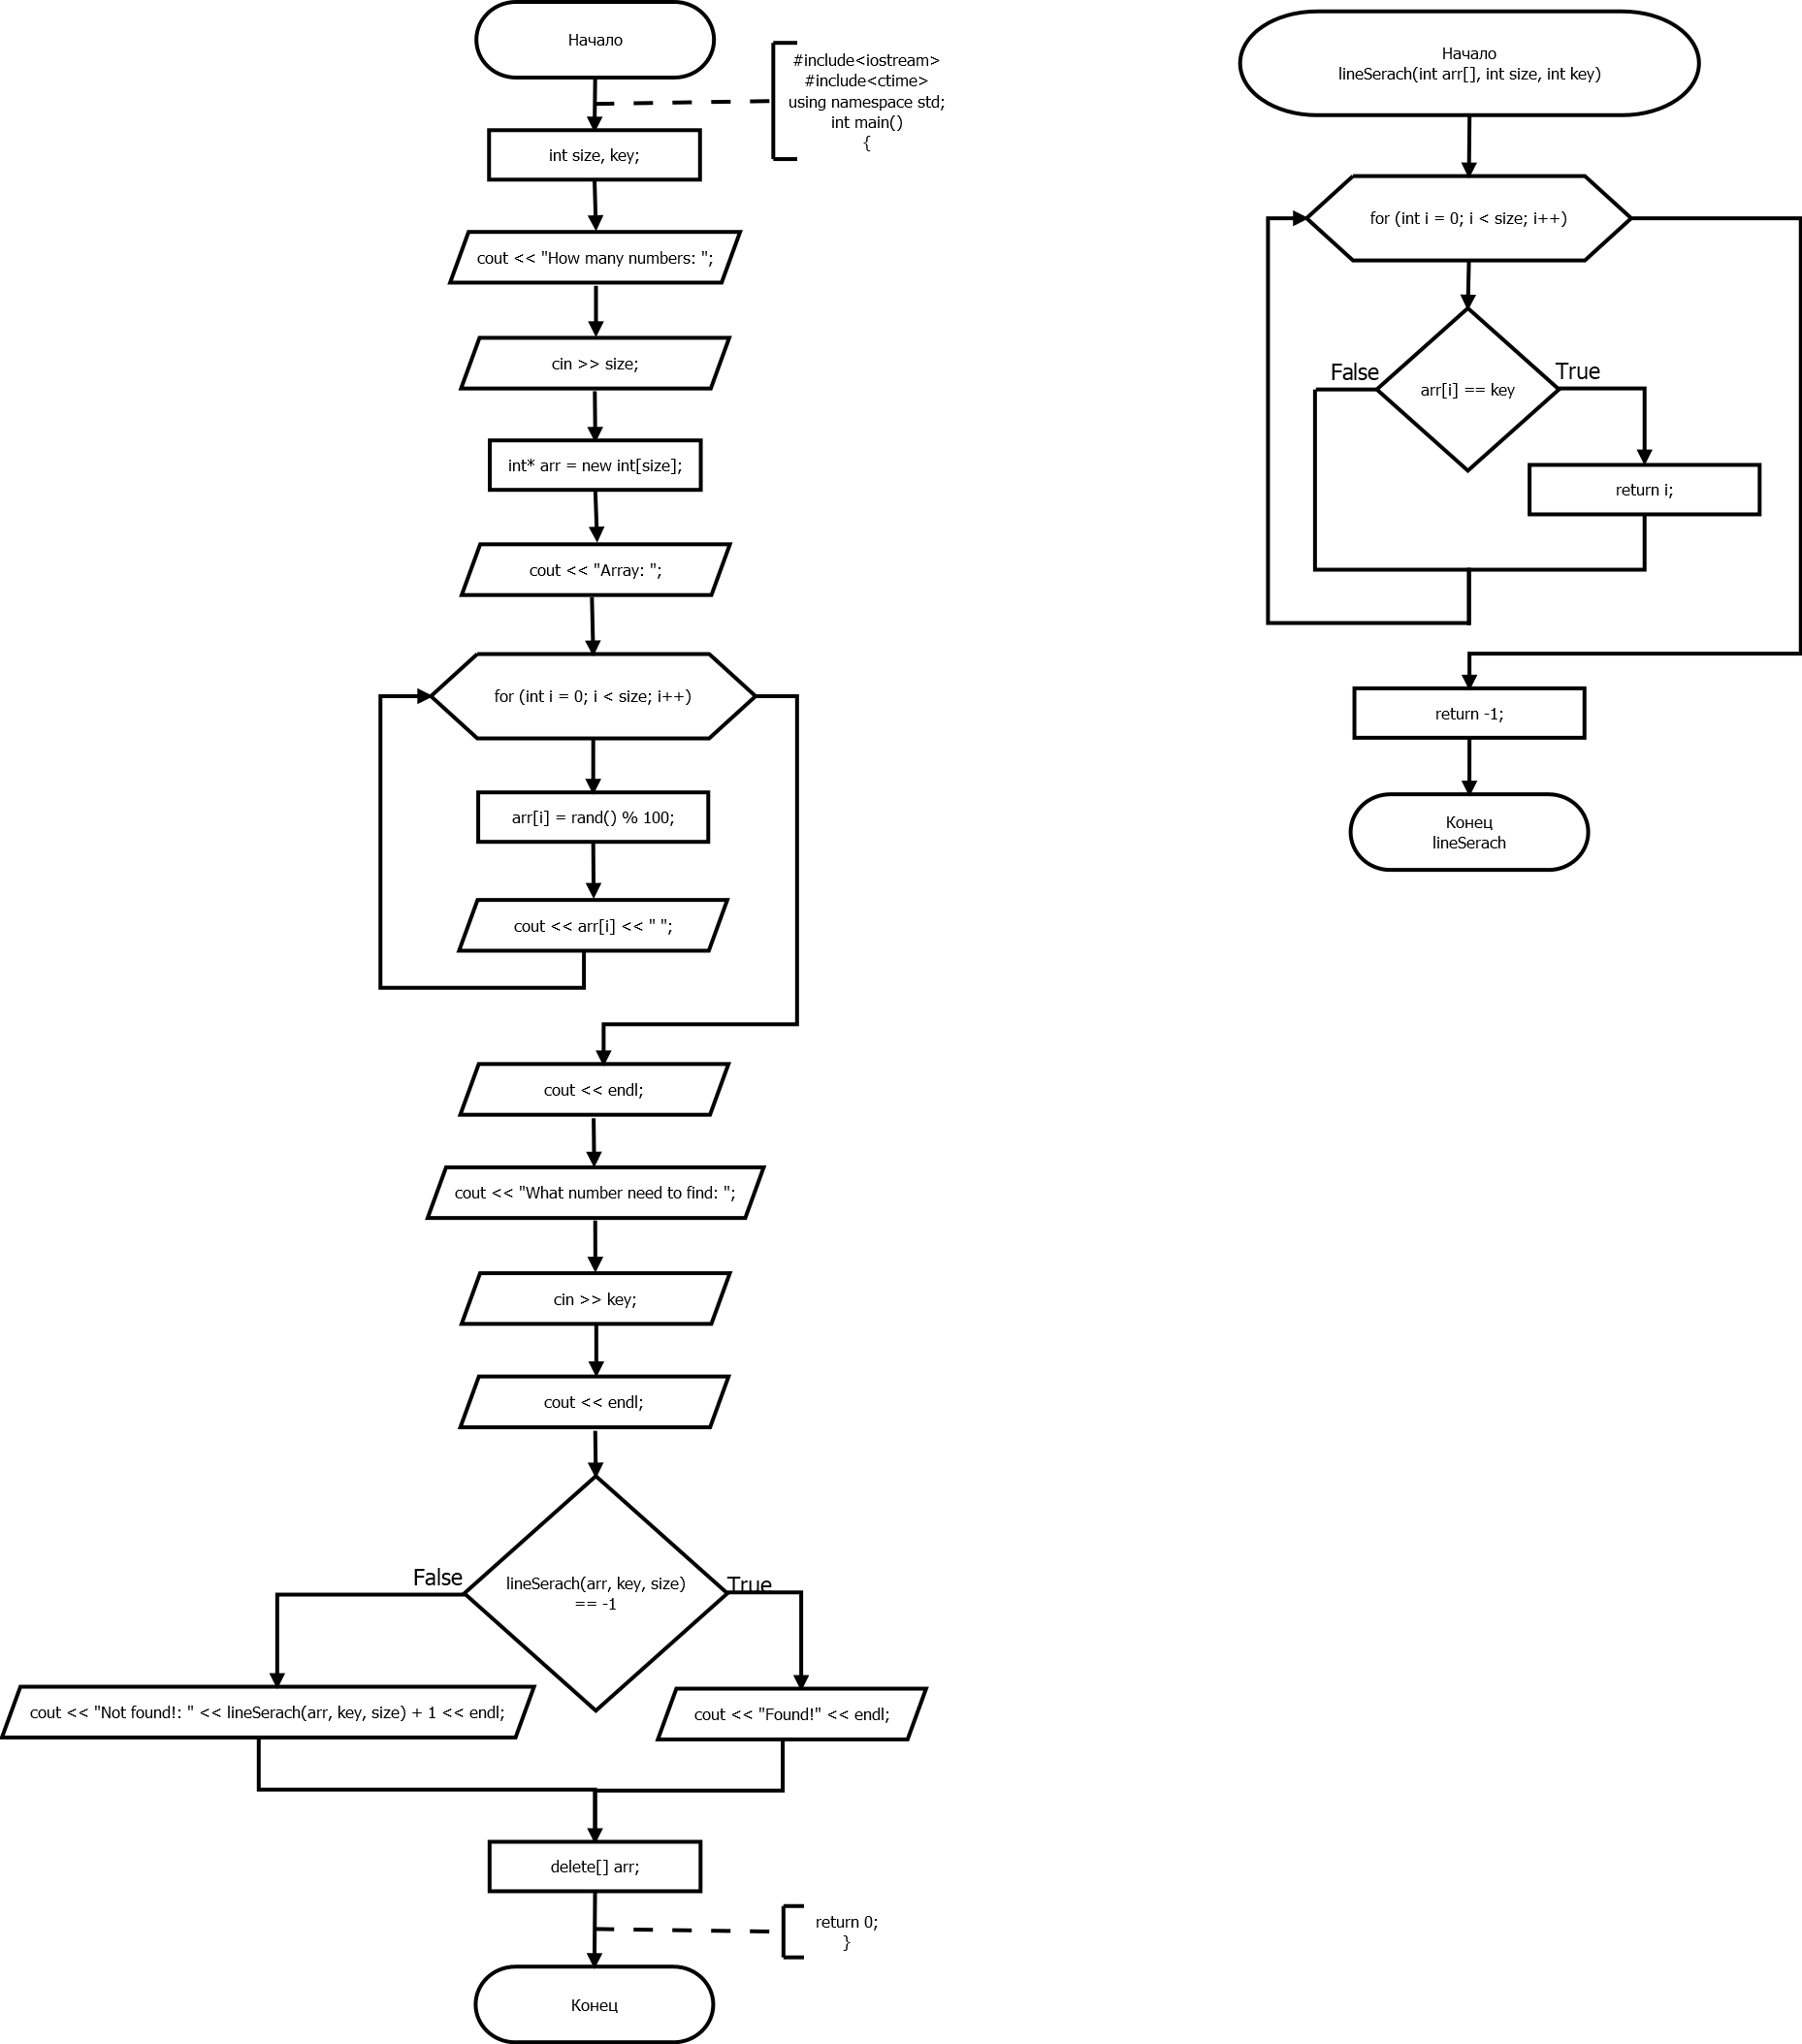 Начало
#include<iostream>
#include<ctime>
using namespace std;
int main()
{
int size, key;
cout << "How many numbers: ";
cin >> size;
int* arr = new int[size];
cout << "Array: ";
for (int i = 0; i < size; i++)
arr[i] = rand() % 100;
cout << arr[i] << " ";
cout << endl;
cout << "What number need to find: ";
cin >> key;
cout << endl;
lineSerach(arr, key, size)
== -1
False
True
cout << "Not found!: " << lineSerach(arr, key, size) + 1 << endl;
cout << "Found!" << endl;
delete[] arr;
return 0;
}
Конец
Начало
lineSerach(int arr[], int size, int key)
for (int i = 0; i < size; i++)
arr[i] == key
False
True
return i;
return -1;
Конец
lineSerach